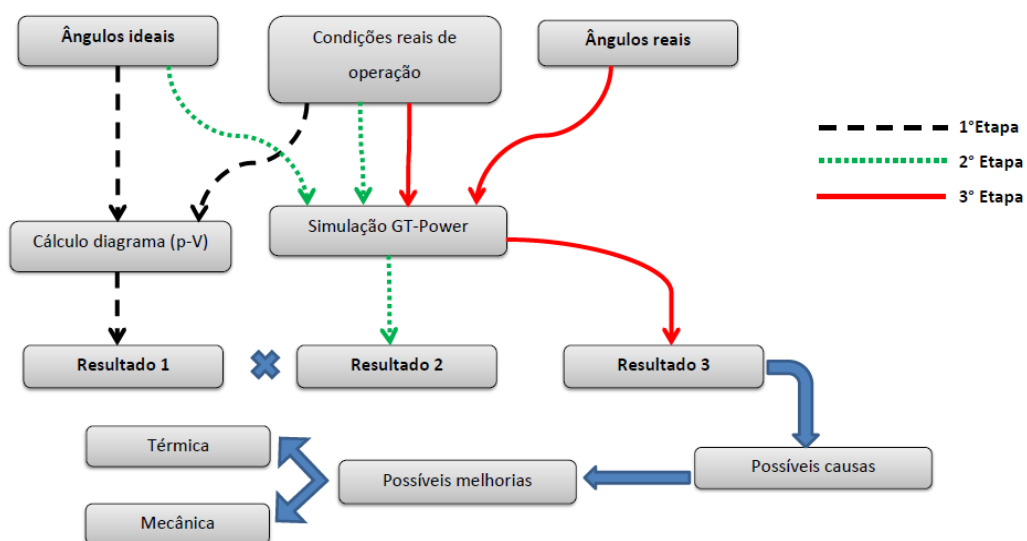 Ângulos ideais
Condições reais de
operação
Ângulos reais
1°Etapa
2° Etapa
3° Etapa
Cálculo diagrama (p-V)
Simulação GT-Power
Resultado 1
Resultado 2
Resultado 3
Térmica
Possíveis melhorias
Possíveis causas
Mecânica